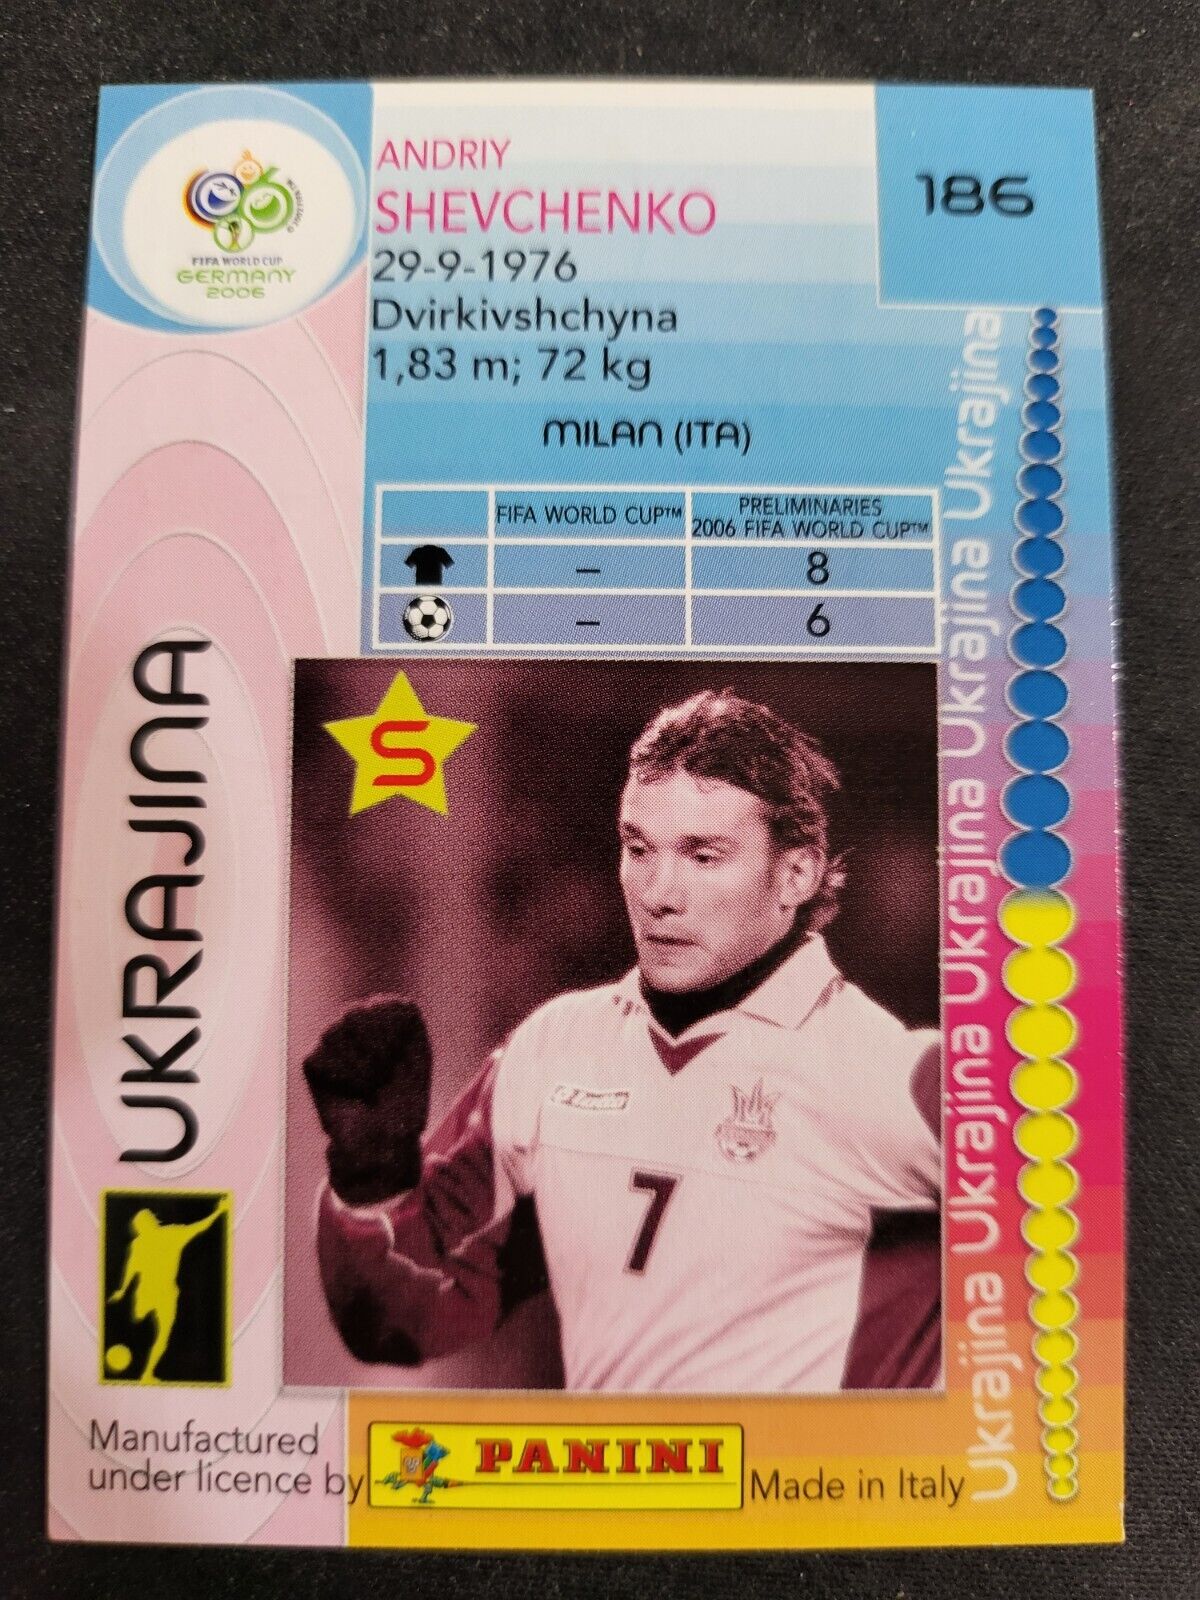 FIFA WORLD CUP
GERMANY
2006
ANDRIY
SHEVCHENKO
29-9-1976
Dvirkivshchyna
1,83 m; 72 kg
MILAN (ITA)
186
FIFA WORLD CUP™
PRELIMINARIES
2006 FIFA WORLD CUP™
– 8
– 6
S
7
UKRAJINA
Ukrajina Ukrajina Ukrajina Ukrajina Ukrajina Ukrajina
Manufactured
under licence by
PANINI
Made in Italy